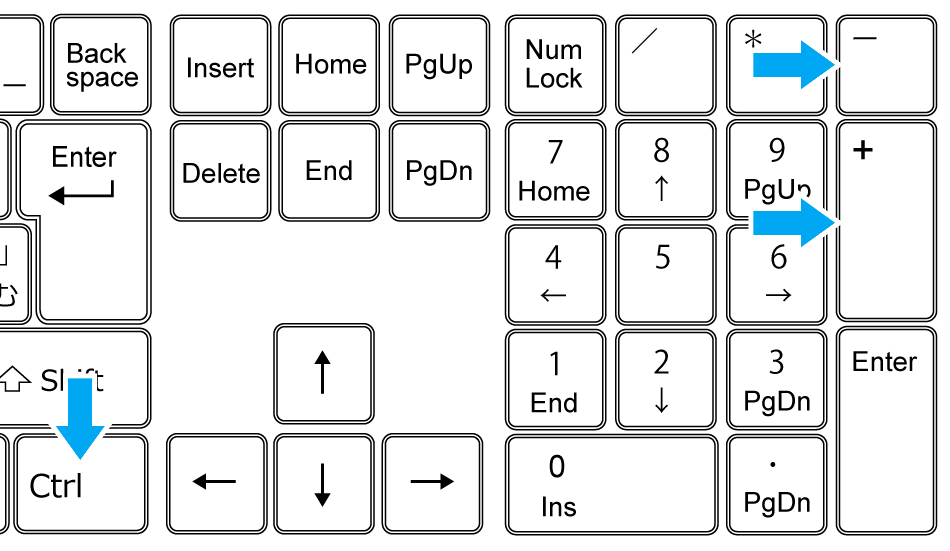 _
Back
space
Insert
Home
PgUp
Num
Lock
/
*
-
Enter
Delete
End
PgDn
7
Home
8
↑
9
PgUp
+
」
む
4
←
5
6
→
Shift
↑
1
End
2
↓
3
PgDn
Enter
Ctrl
←
↓
→
0
Ins
.
PgDn